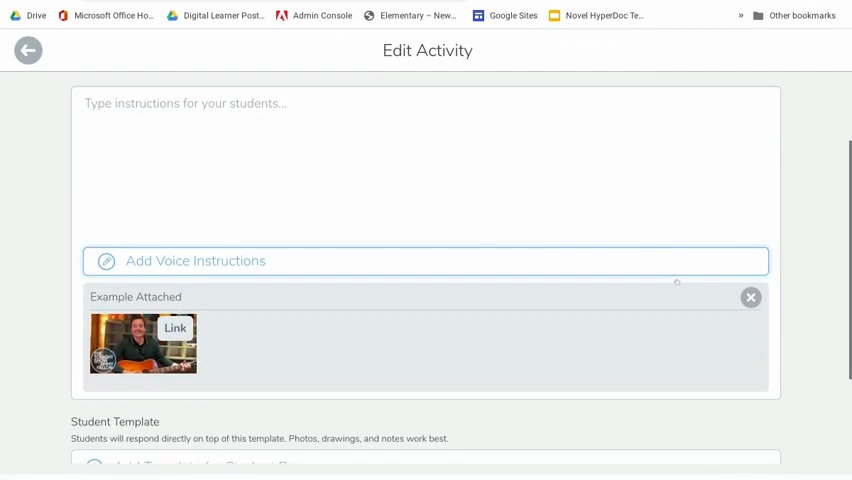 Drive Microsoft Office Ho... Digital Learner Post... Admin Console Elementary – New... Google Sites Novel HyperDoc Te... » Other bookmarks
Edit Activity
Type instructions for your students...
Add Voice Instructions
Example Attached
Link
Student Template
Students will respond directly on top of this template. Photos, drawings, and notes work best.